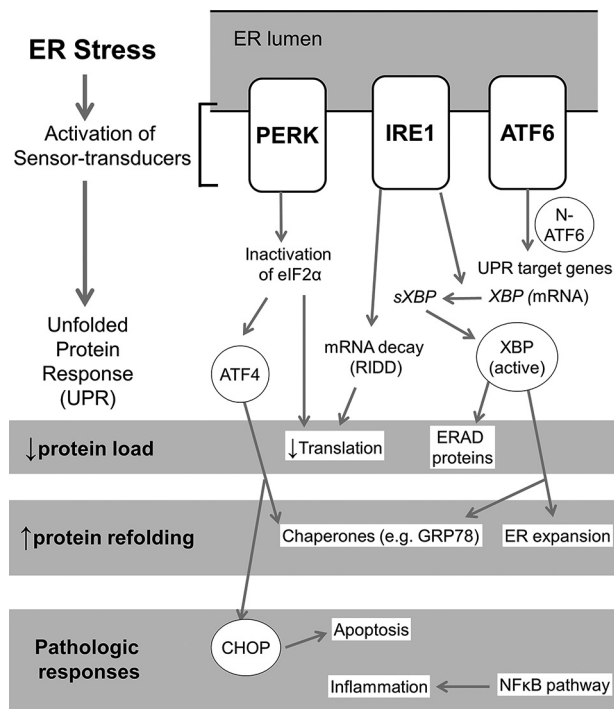 ER Stress
ER lumen
Activation of
Sensor-transducers
PERK
IRE1
ATF6
N-
ATF6
Inactivation
of eIF2α
UPR target genes
sXBP
XBP (mRNA)
Unfolded
Protein
Response
(UPR)
ATF4
mRNA decay
(RIDD)
XBP
(active)
↓protein load
↓Translation
ERAD
proteins
↑protein refolding
Chaperones (e.g. GRP78)
ER expansion
Pathologic
responses
CHOP
Apoptosis
Inflammation
NFκB pathway